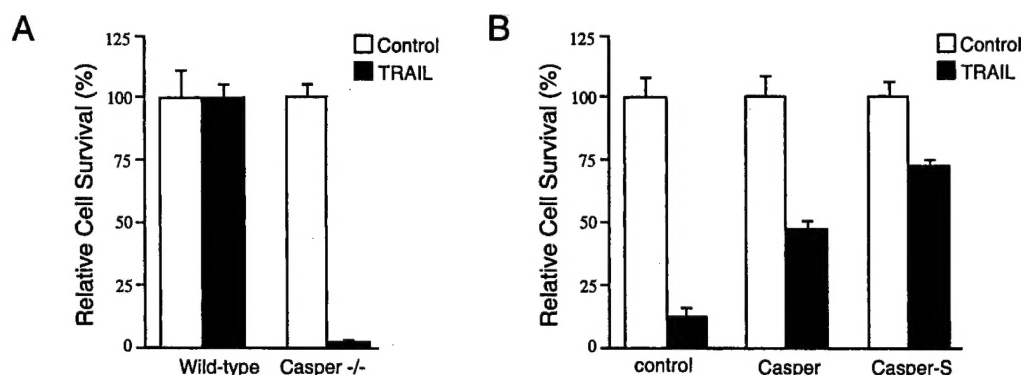 A
Relative Cell Survival (%)
125
100
75
50
25
0
Control
TRAIL
Wild-type Casper -/-
B
Relative Cell Survival (%)
125
100
75
50
25
0
Control
TRAIL
control Casper Casper-S